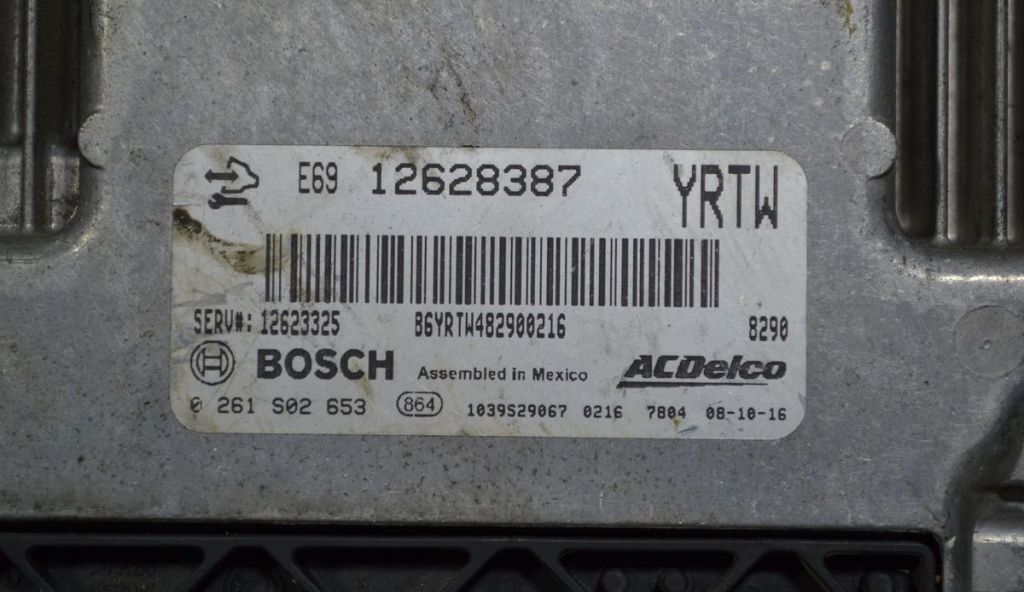 E69 12628387 YRTW
SERV#: 12623325 B6YRTW482900216 8290
BOSCH Assembled in Mexico ACDelco
0 261 S02 653 864 1039S29067 0216 7804 08-10-16